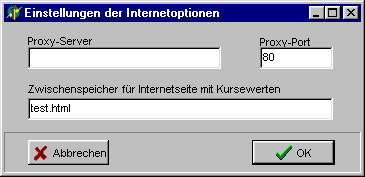 Einstellungen der Internetoptionen
Proxy-Server Proxy-Port
80
Zwischenspeicher für Internetseite mit Kursewerten
test.html
Abbrechen OK